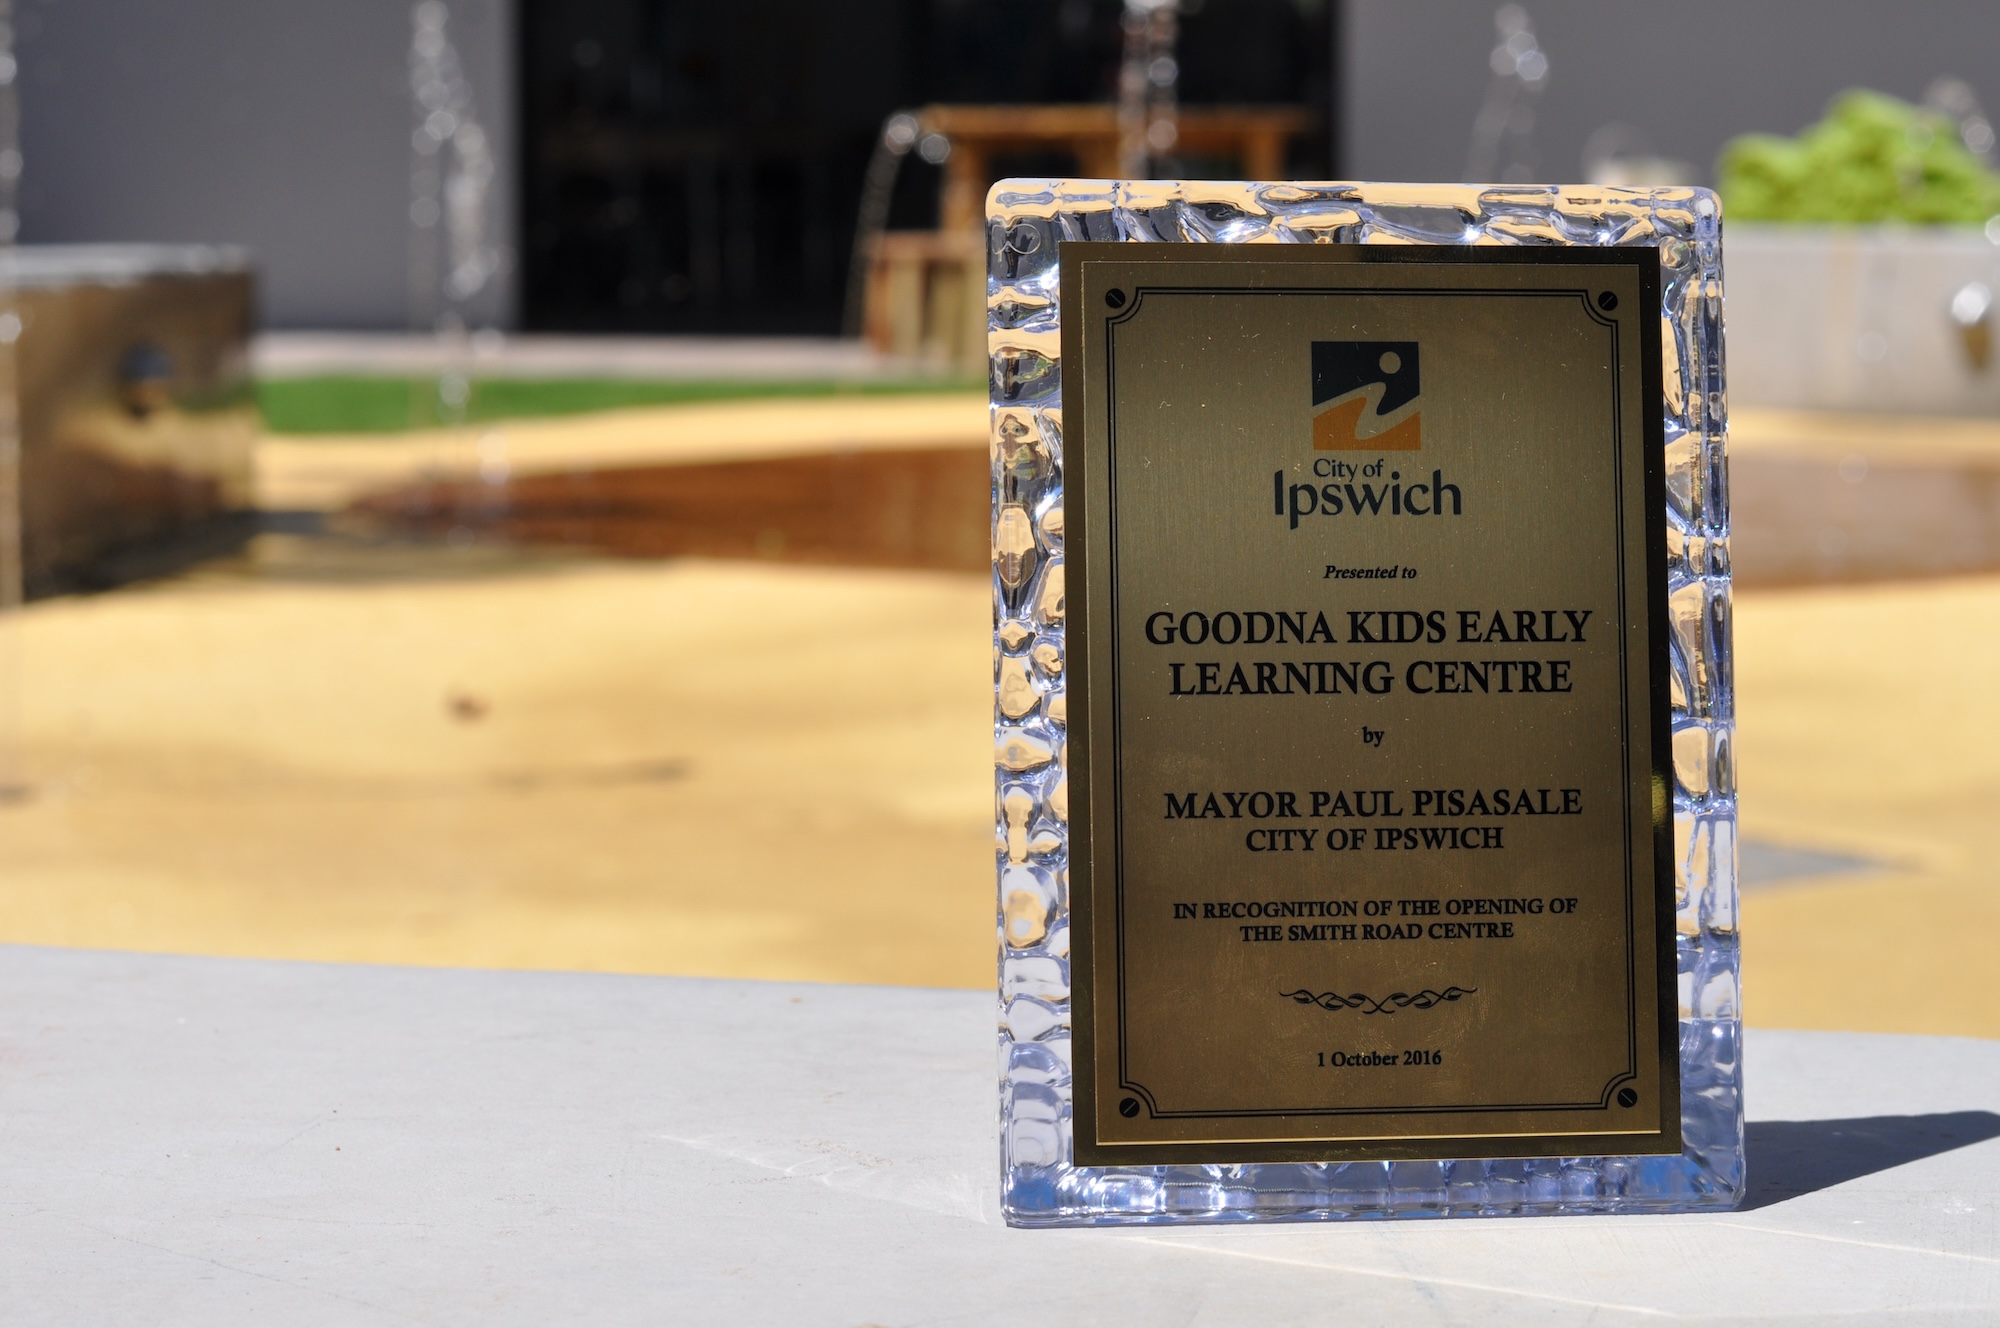 City of
Ipswich
Presented to
GOODNA KIDS EARLY
LEARNING CENTRE
by
MAYOR PAUL PISASALE
CITY OF IPSWICH
IN RECOGNITION OF THE OPENING OF
THE SMITH ROAD CENTRE
1 October 2016